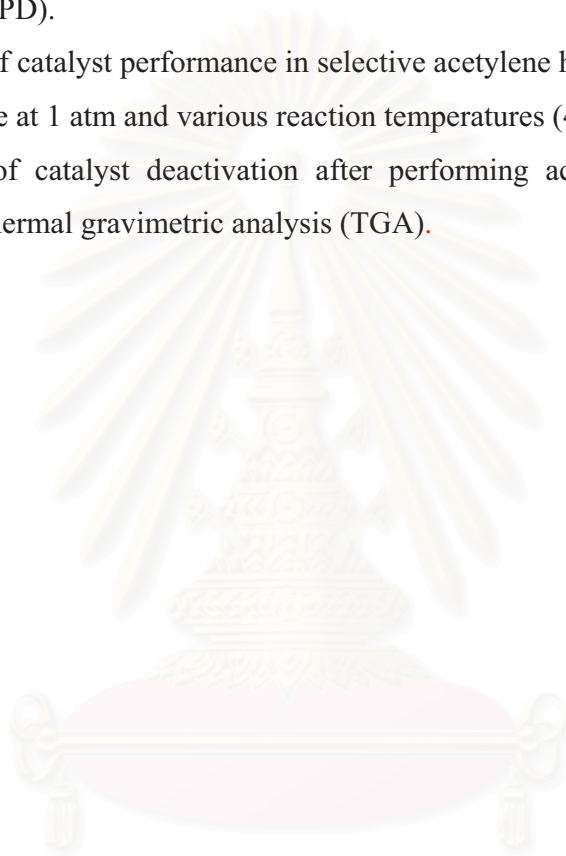 PD).
f catalyst performance in selective acetylene h
e at 1 atm and various reaction temperatures (4
of catalyst deactivation after performing ac
hermal gravimetric analysis (TGA).